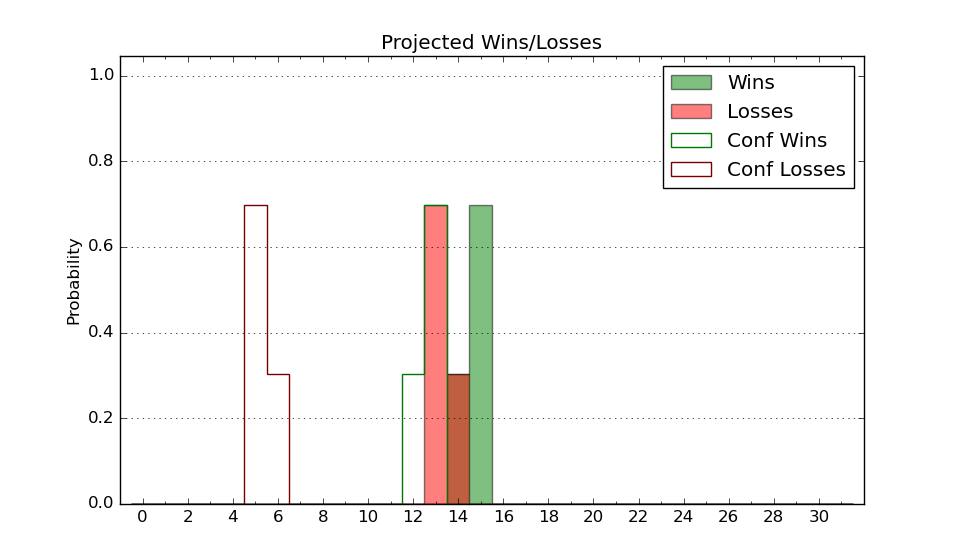 Projected Wins/Losses
1.0
0.8
0.6
0.4
0.2
0.0
Probability
Wins
Losses
Conf Wins
Conf Losses
0 2 4 6 8 10 12 14 16 18 20 22 24 26 28 30